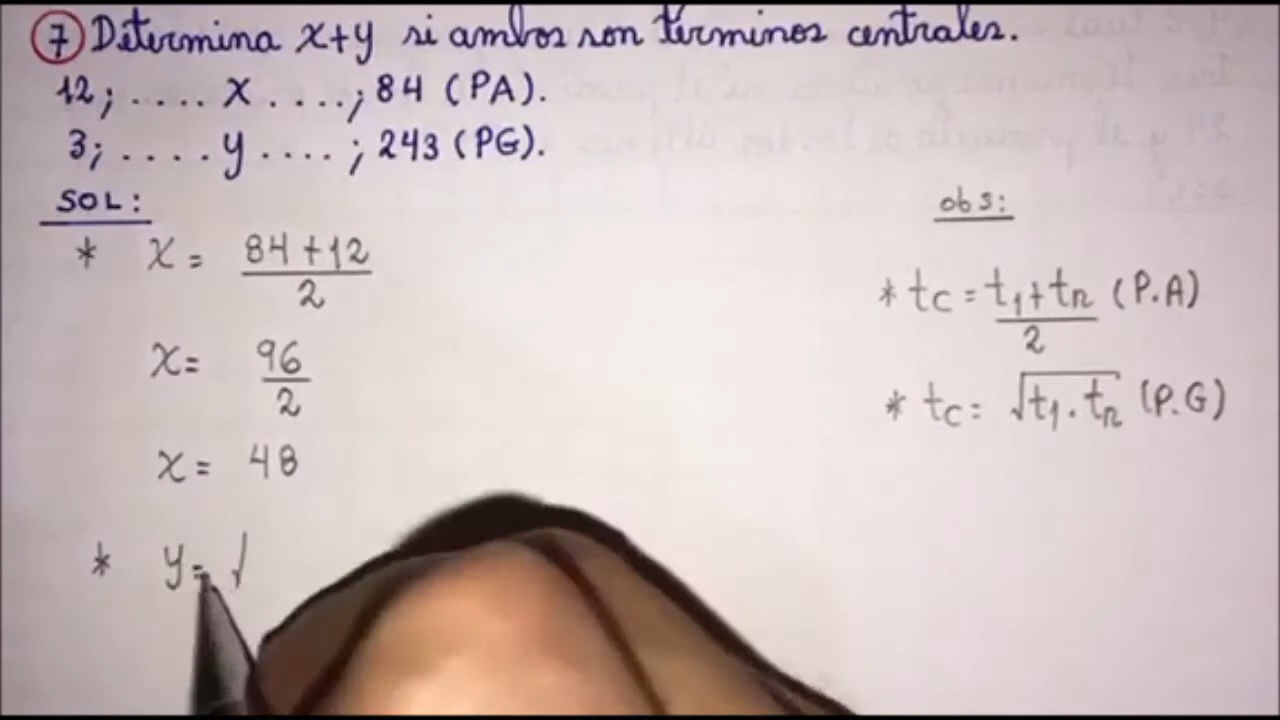 7 Determina x+y si ambos son términos centrales.
12; .... x ....; 84 (PA).
3; .... y ....; 243 (PG).
SOL:
* x = 84+12 / 2
x = 96 / 2
x = 48
* y = √
obs:
* tc = t1+tn / 2 (P.A)
* tc = √t1.tn (P.G)